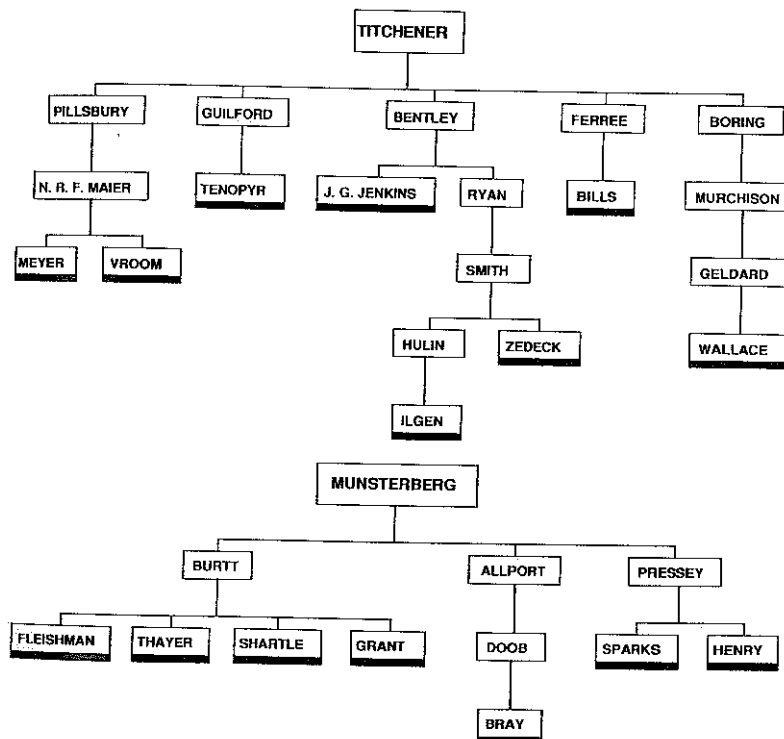 TITCHENER
PILLSBURY GUILFORD BENTLEY FERREE BORING
N. R. F. MAIER TENOPYR J. G. JENKINS RYAN BILLS MURCHISON
MEYER VROOM SMITH GELDARD
HULIN ZEDECK WALLACE
ILGEN
MUNSTERBERG
BURTT ALLPORT PRESSEY
FLEISHMAN THAYER SHARTLE GRANT DOOB SPARKS HENRY
BRAY